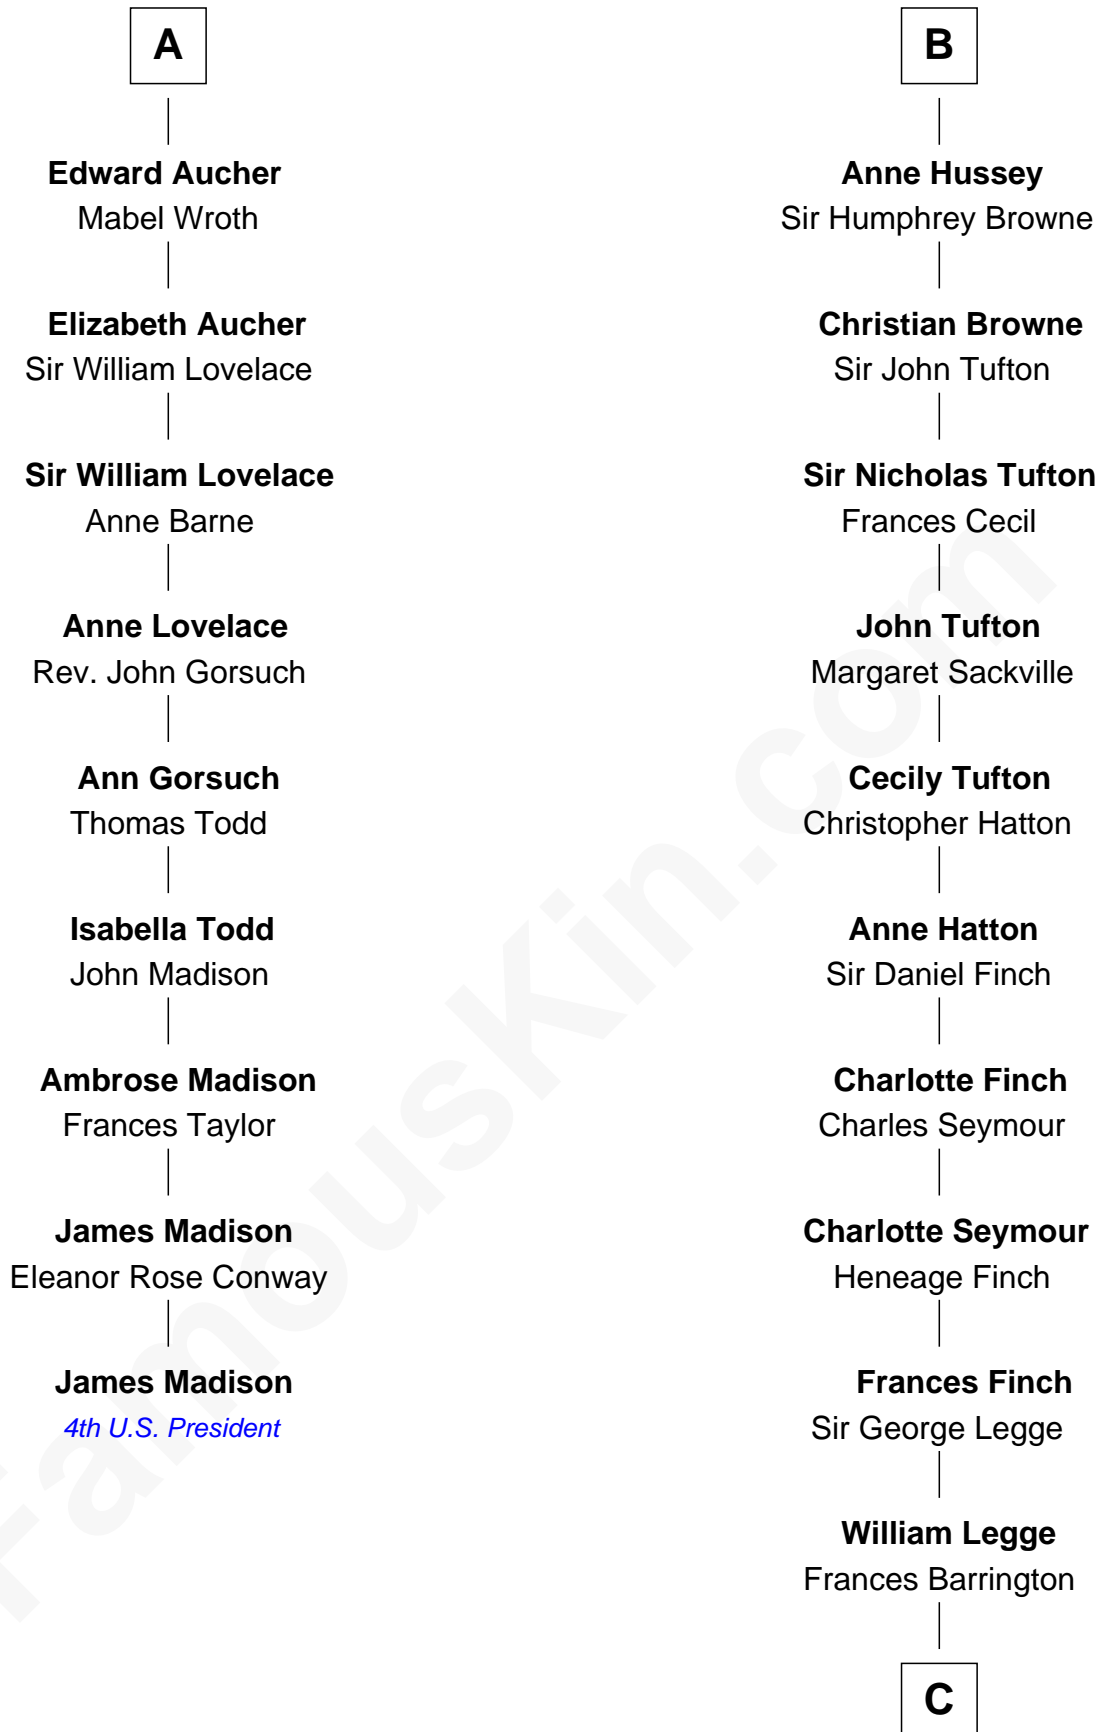 A
Edward Aucher
Mabel Wroth
Elizabeth Aucher
Sir William Lovelace
Sir William Lovelace
Anne Barne
Anne Lovelace
Rev. John Gorsuch
Ann Gorsuch
Thomas Todd
Isabella Todd
John Madison
Ambrose Madison
Frances Taylor
James Madison
Eleanor Rose Conway
James Madison
4th U.S. President
B
Anne Hussey
Sir Humphrey Browne
Christian Browne
Sir John Tufton
Sir Nicholas Tufton
Frances Cecil
John Tufton
Margaret Sackville
Cecily Tufton
Christopher Hatton
Anne Hatton
Sir Daniel Finch
Charlotte Finch
Charles Seymour
Charlotte Seymour
Heneage Finch
Frances Finch
Sir George Legge
William Legge
Frances Barrington
C
FamousKin.com